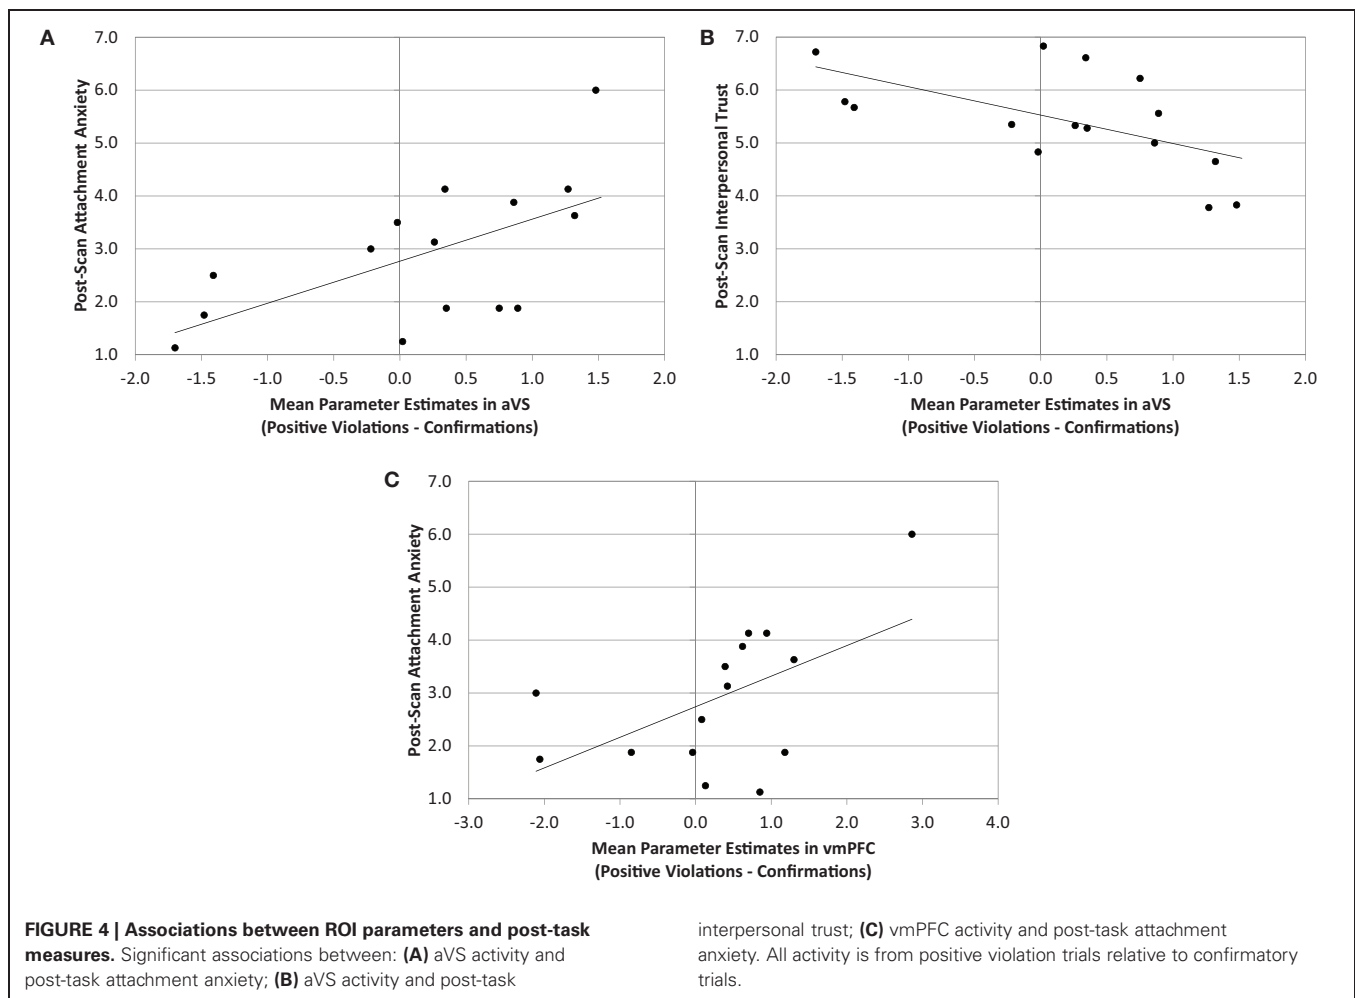 A
7.0
6.0
5.0
4.0
3.0
2.0
1.0
Post-Scan Attachment Anxiety
-2.0 -1.5 -1.0 -0.5 0.0 0.5 1.0 1.5 2.0
Mean Parameter Estimates in aVS
(Positive Violations - Confirmations)
B
7.0
6.0
5.0
4.0
3.0
2.0
1.0
Post-Scan Interpersonal Trust
-2.0 -1.5 -1.0 -0.5 0.0 0.5 1.0 1.5 2.0
Mean Parameter Estimates in aVS
(Positive Violations - Confirmations)
C
7.0
6.0
5.0
4.0
3.0
2.0
1.0
Post-Scan Attachment Anxiety
-3.0 -2.0 -1.0 0.0 1.0 2.0 3.0 4.0
Mean Parameter Estimates in vmPFC
(Positive Violations - Confirmations)
FIGURE 4 | Associations between ROI parameters and post-task
measures. Significant associations between: (A) aVS activity and
post-task attachment anxiety; (B) aVS activity and post-task
interpersonal trust; (C) vmPFC activity and post-task attachment
anxiety. All activity is from positive violation trials relative to confirmatory
trials.